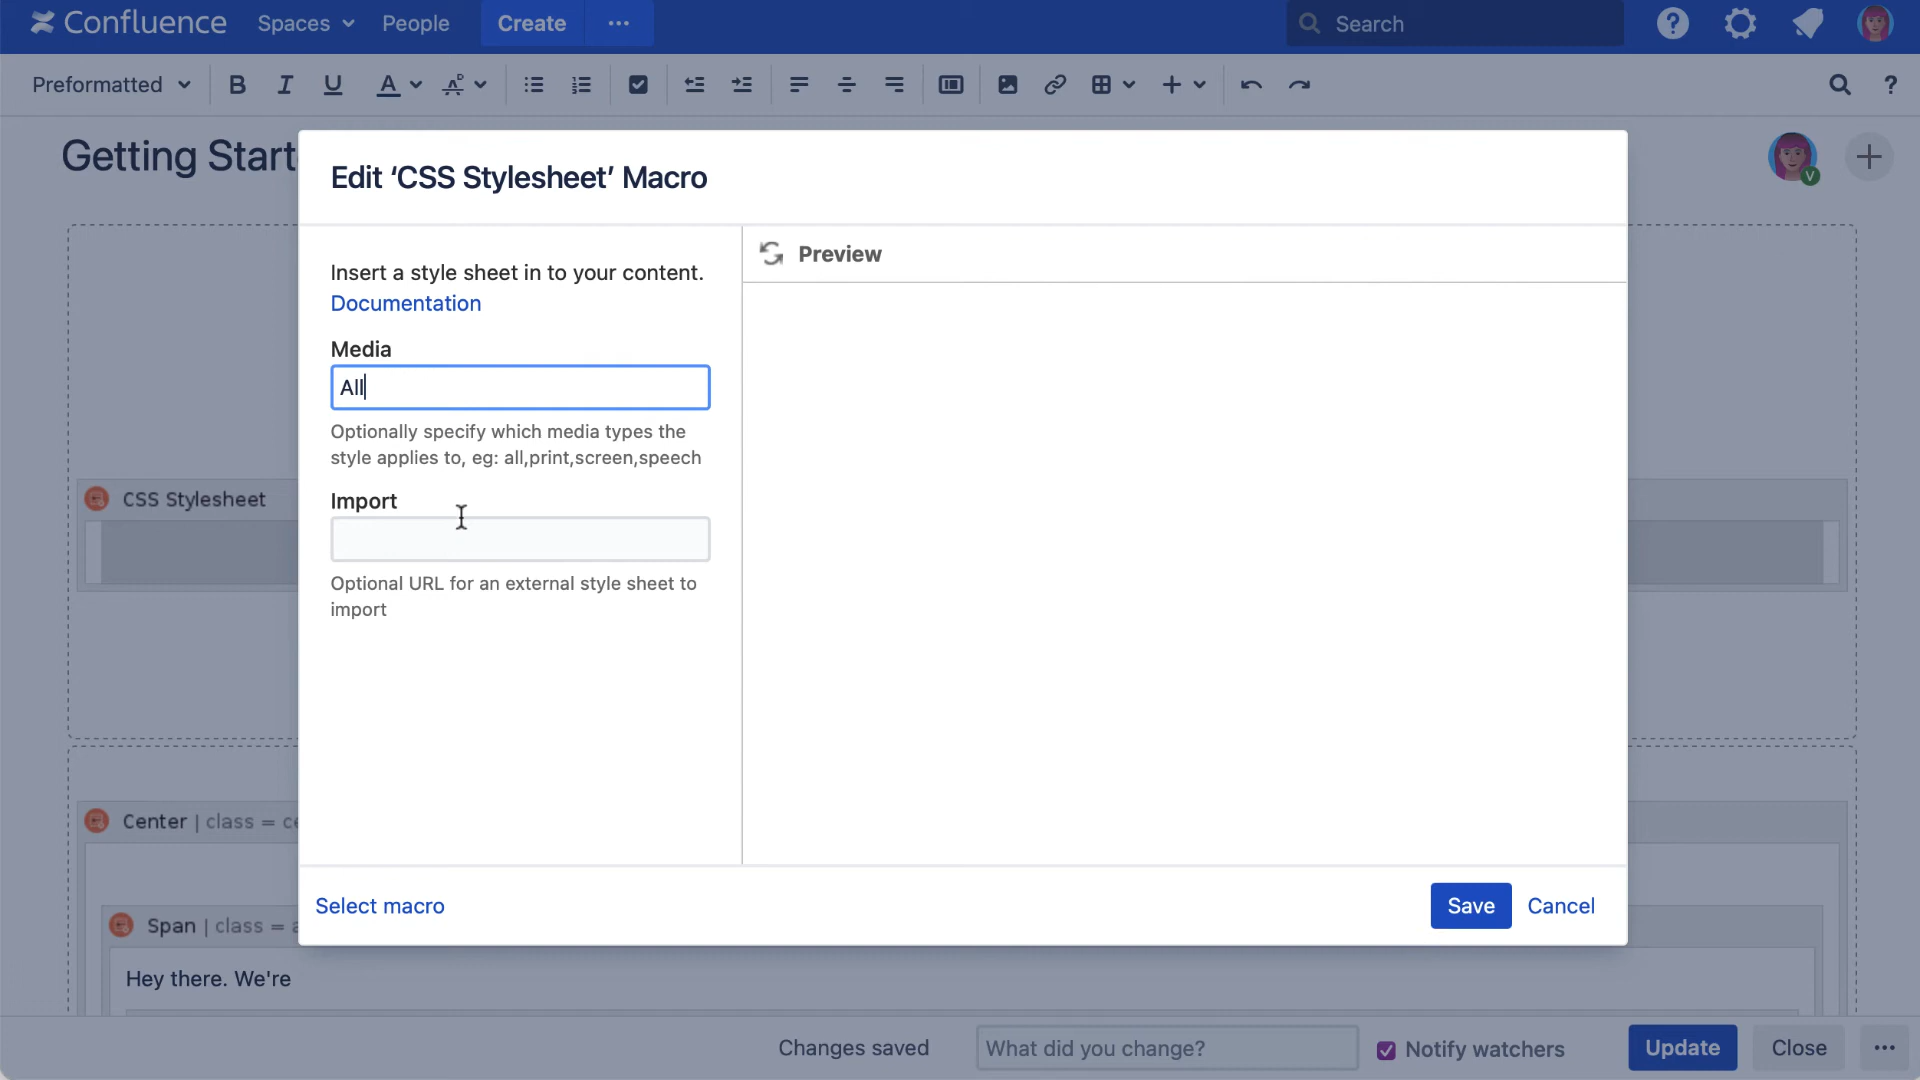 Confluence Spaces People Create ··· Search
Preformatted B I U A
Getting Start
V
Edit ‘CSS Stylesheet’ Macro
Insert a style sheet in to your content.
Documentation
Preview
Media
All
Optionally specify which media types the
style applies to, eg: all,print,screen,speech
Import
CSS Stylesheet
Optional URL for an external style sheet to
import
Center | class = ce
Select macro
Save Cancel
Span | class =
Hey there. We're
Changes saved What did you change? Notify watchers Update Close ···